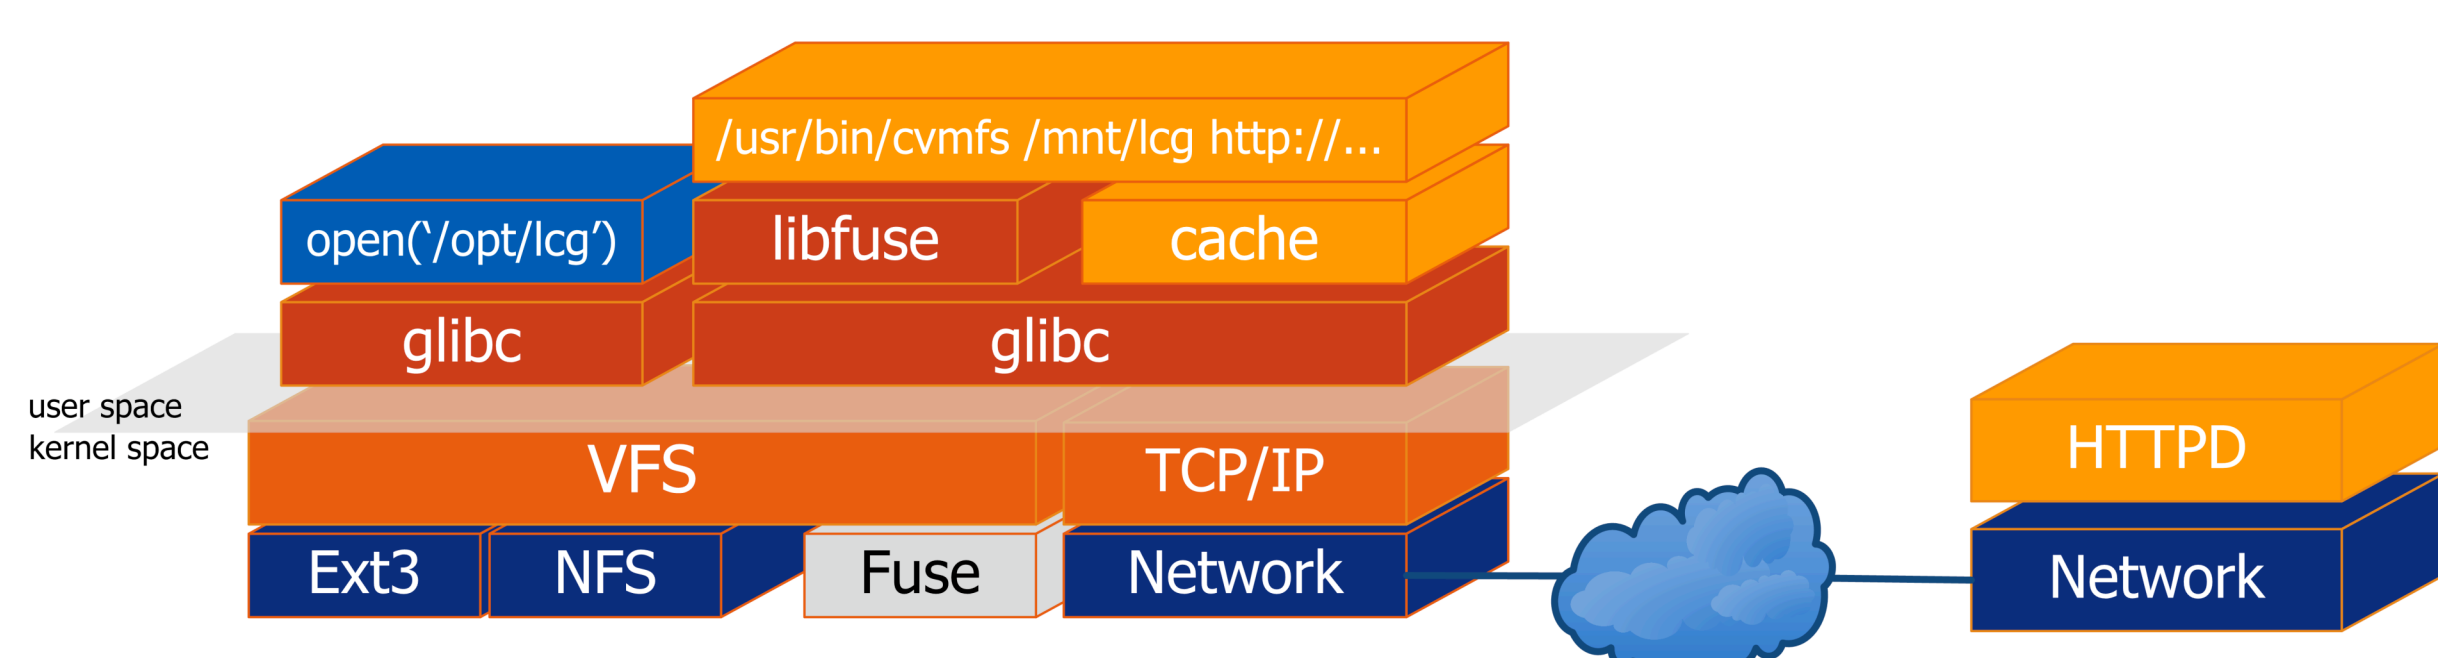 /usr/bin/cvmfs /mnt/lcg http://...
open(‘/opt/lcg’)
libfuse
cache
glibc
glibc
user space
kernel space
VFS
TCP/IP
HTTPD
Ext3
NFS
Fuse
Network
Network